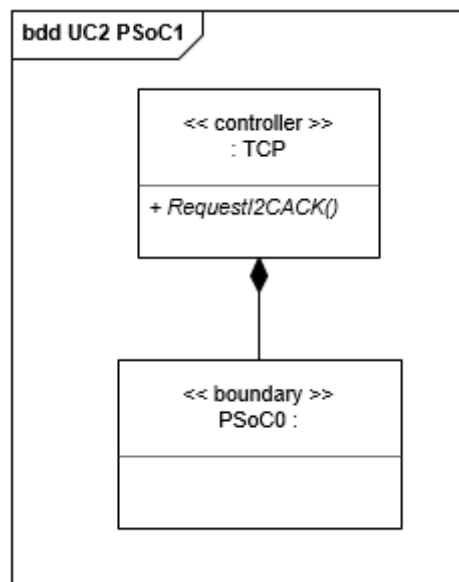 bdd UC2 PSoC1
<< controller >>
: TCP
+ RequestI2CACK()
<< boundary >>
PSoC0 :